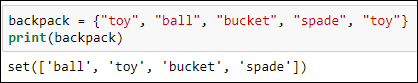 backpack = {"toy", "ball", "bucket", "spade", "toy"}
print(backpack)
set(['ball', 'toy', 'bucket', 'spade'])